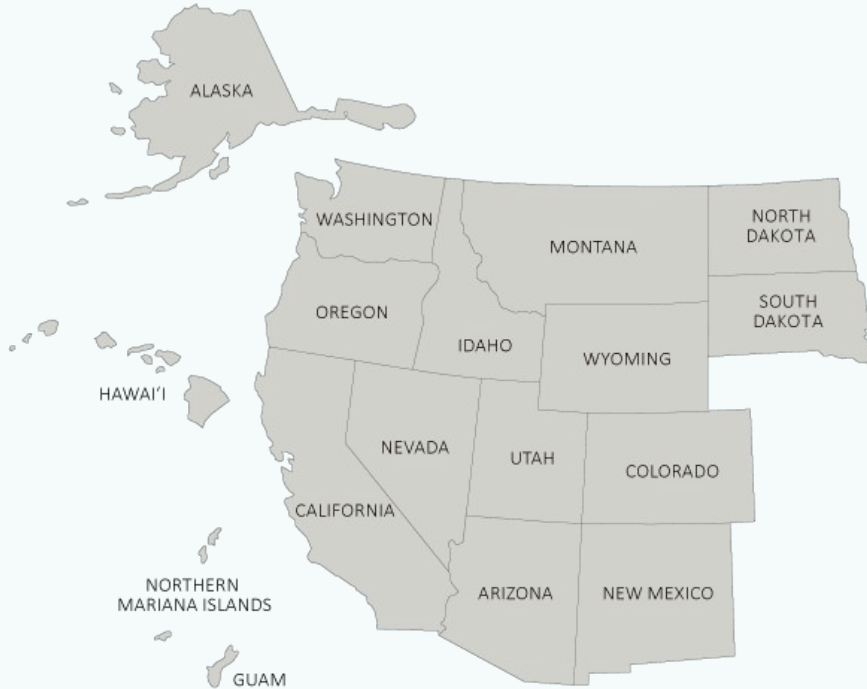 ALASKA
WASHINGTON
MONTANA
NORTH
DAKOTA
OREGON
IDAHO
SOUTH
DAKOTA
WYOMING
HAWAI'I
NEVADA
UTAH
COLORADO
CALIFORNIA
ARIZONA
NEW MEXICO
NORTHERN
MARIANA ISLANDS
GUAM